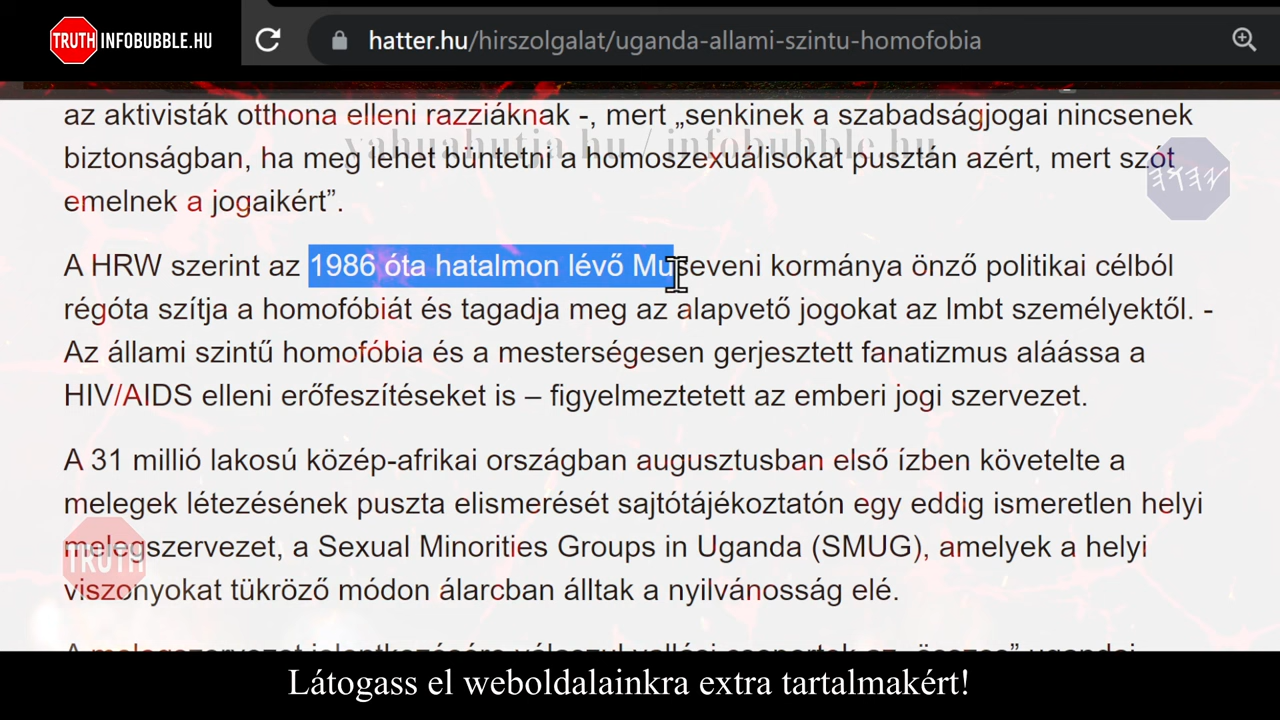 TRUTH INFOBUBBLE.HU
hatter.hu/hirszolgalat/uganda-allami-szintu-homofobia
az aktivisták otthona elleni razziáknak -, mert „senkinek a szabadságjogai nincsenek
yahuahutja.hu / infobubble.hu
biztonságban, ha meg lehet büntetni a homoszexuálisokat pusztán azért, mert szót
emelnek a jogaikért”.
A HRW szerint az 1986 óta hatalmon lévő Museveni kormánya önző politikai célból
régóta szítja a homofóbiát és tagadja meg az alapvető jogokat az lmbt személyektől. -
Az állami szintű homofóbia és a mesterségesen gerjesztett fanatizmus aláássa a
HIV/AIDS elleni erőfeszítéseket is – figyelmeztetett az emberi jogi szervezet.
A 31 millió lakosú közép-afrikai országban augusztusban első ízben követelte a
melegek létezésének puszta elismerését sajtótájékoztatón egy eddig ismeretlen helyi
melegszervezet, a Sexual Minorities Groups in Uganda (SMUG), amelyek a helyi
TRUTH
viszonyokat tükröző módon álarcban álltak a nyilvánosság elé.
Látogass el weboldalainkra extra tartalmakért!